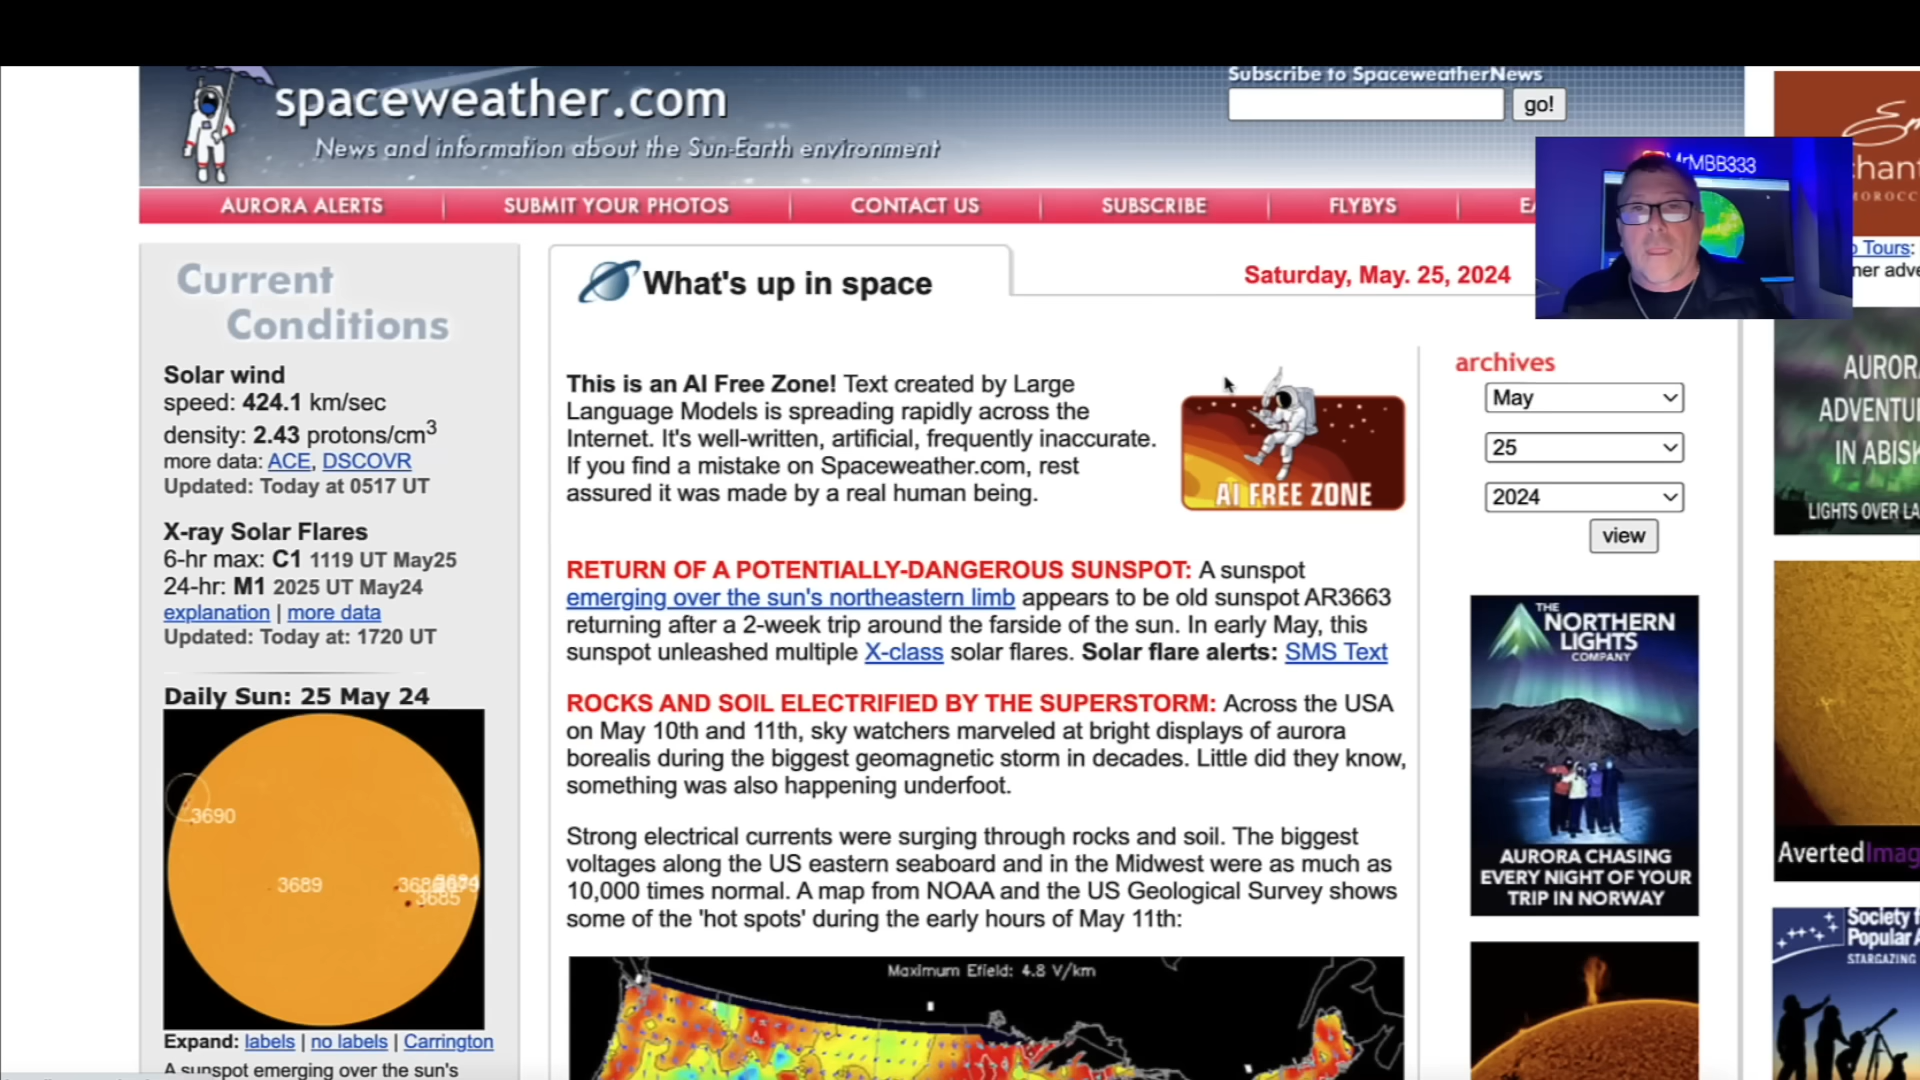 spaceweather.com
News and information about the Sun-Earth environment
Subscribe to SpaceweatherNews
go!
AURORA ALERTS
SUBMIT YOUR PHOTOS
CONTACT US
SUBSCRIBE
FLYBYS
MrMBB333
Tours:
Current
Conditions
Solar wind
speed: 424.1 km/sec
density: 2.43 protons/cm3
more data: ACE, DSCOVR
Updated: Today at 0517 UT
X-ray Solar Flares
6-hr max: C1 1119 UT May25
24-hr: M1 2025 UT May24
explanation | more data
Updated: Today at: 1720 UT
Daily Sun: 25 May 24
3690
3689
3685
Expand: labels | no labels | Carrington
A sunspot emerging over the sun's
What's up in space
Saturday, May. 25, 2024
This is an AI Free Zone! Text created by Large
Language Models is spreading rapidly across the
Internet. It's well-written, artificial, frequently inaccurate.
If you find a mistake on Spaceweather.com, rest
assured it was made by a real human being.
AI FREE ZONE
RETURN OF A POTENTIALLY-DANGEROUS SUNSPOT: A sunspot
emerging over the sun's northeastern limb appears to be old sunspot AR3663
returning after a 2-week trip around the farside of the sun. In early May, this
sunspot unleashed multiple X-class solar flares. Solar flare alerts: SMS Text
ROCKS AND SOIL ELECTRIFIED BY THE SUPERSTORM: Across the USA
on May 10th and 11th, sky watchers marveled at bright displays of aurora
borealis during the biggest geomagnetic storm in decades. Little did they know,
something was also happening underfoot.
Strong electrical currents were surging through rocks and soil. The biggest
voltages along the US eastern seaboard and in the Midwest were as much as
10,000 times normal. A map from NOAA and the US Geological Survey shows
some of the 'hot spots' during the early hours of May 11th:
Maximum Efield: 4.8 V/km
archives
May
25
2024
view
THE
NORTHERN
LIGHTS
COMPANY
AURORA CHASING
EVERY NIGHT OF YOUR
TRIP IN NORWAY
AURORA
ADVENTU
IN ABISK
LIGHTS OVER LA
AvertedImag
Society f
Popular A
STARGAZING